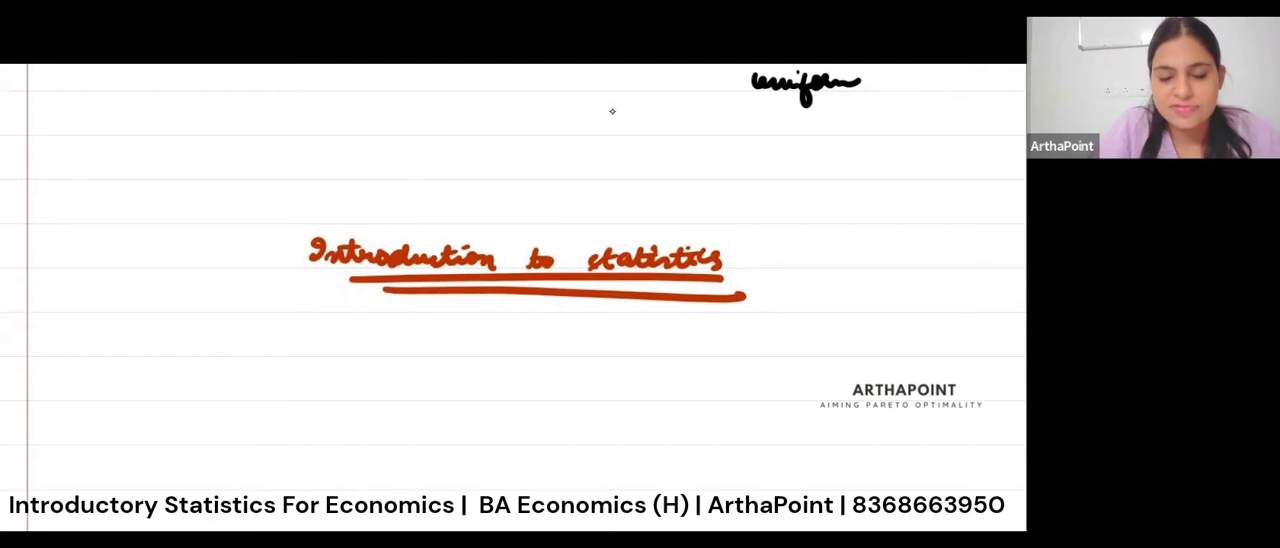 uniform
ArthaPoint
Introduction to statistics
ARTHAPOINT
AIMING PARETO OPTIMALITY
Introductory Statistics For Economics | BA Economics (H) | ArthaPoint | 8368663950